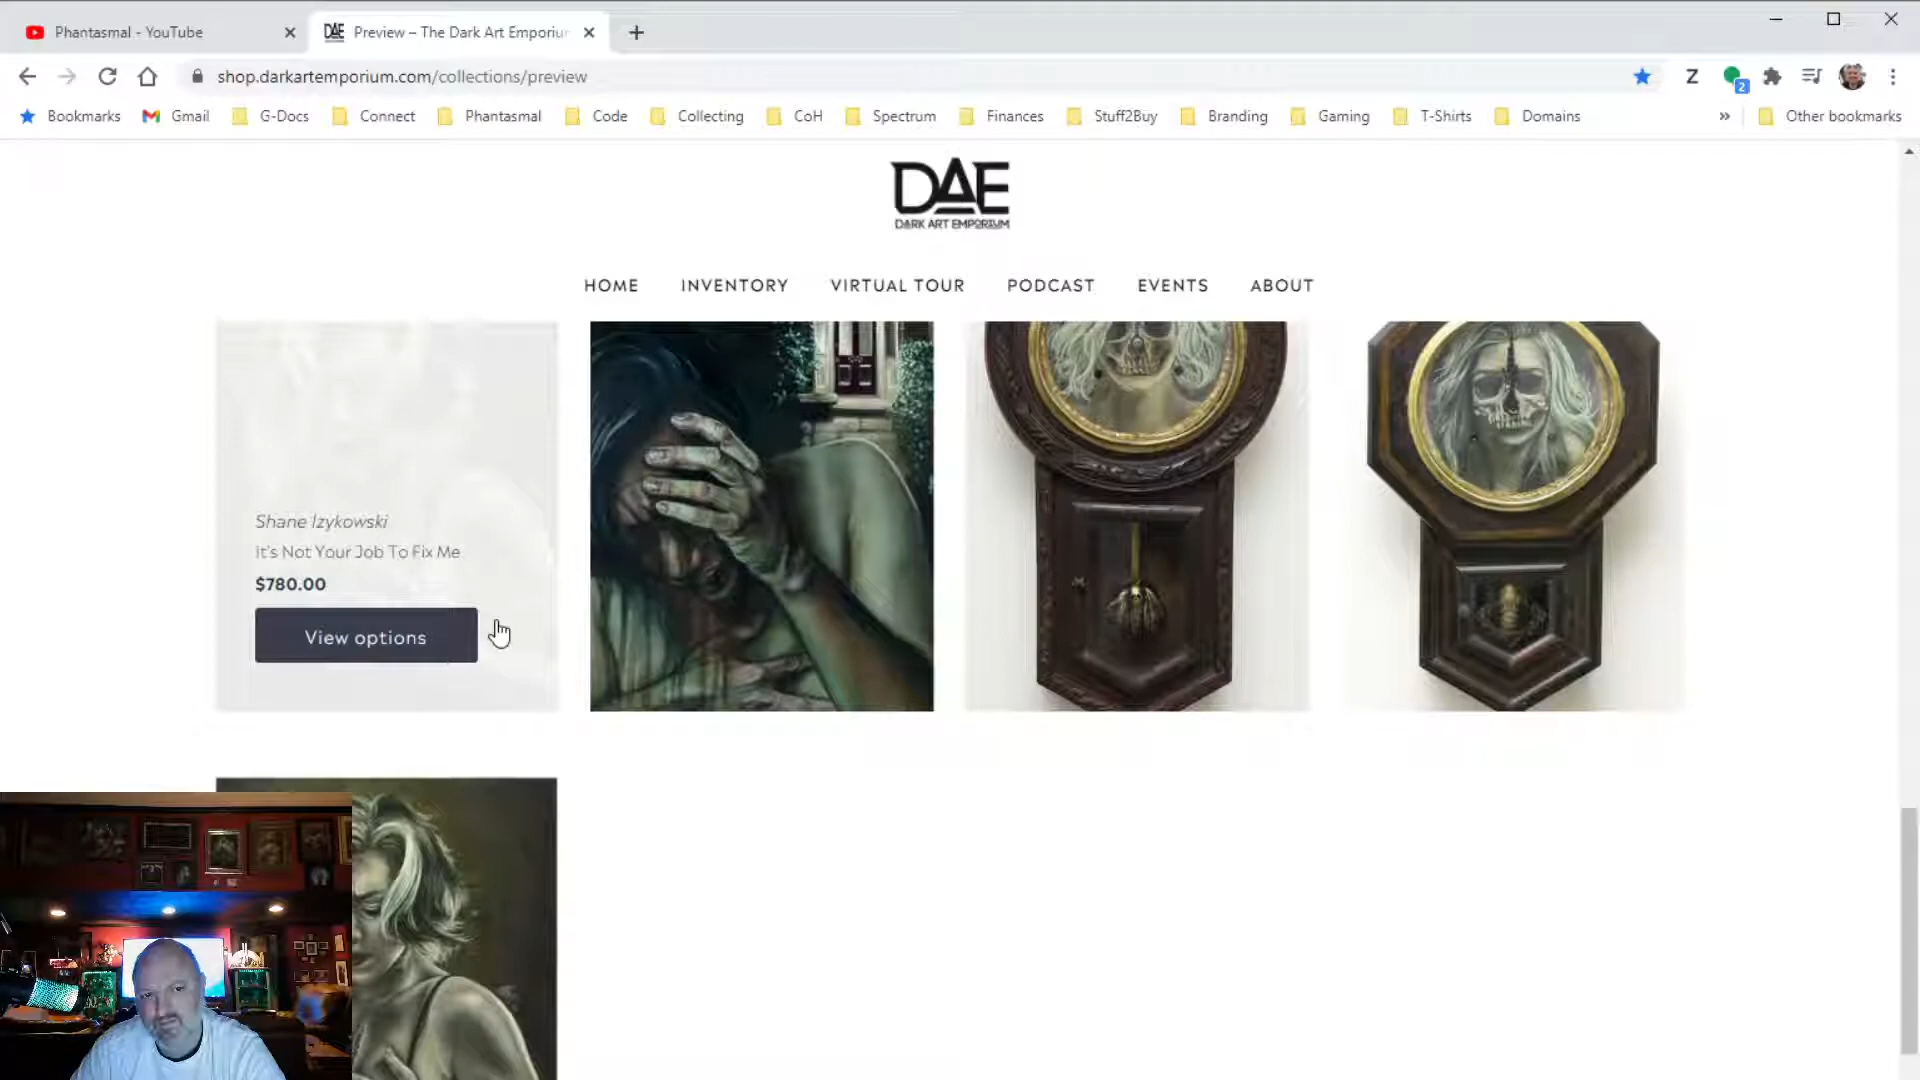 Phantasmal - YouTube
Preview – The Dark Art Emporiu
shop.darkartemporium.com/collections/preview
Z
2
Bookmarks
Gmail
G-Docs
Connect
Phantasmal
Code
Collecting
CoH
Spectrum
Finances
Stuff2Buy
Branding
Gaming
T-Shirts
Domains
»
Other bookmarks
DAE
DARK ART EMPORIUM
HOME
INVENTORY
VIRTUAL TOUR
PODCAST
EVENTS
ABOUT
Shane Izykowski
It's Not Your Job To Fix Me
$780.00
View options